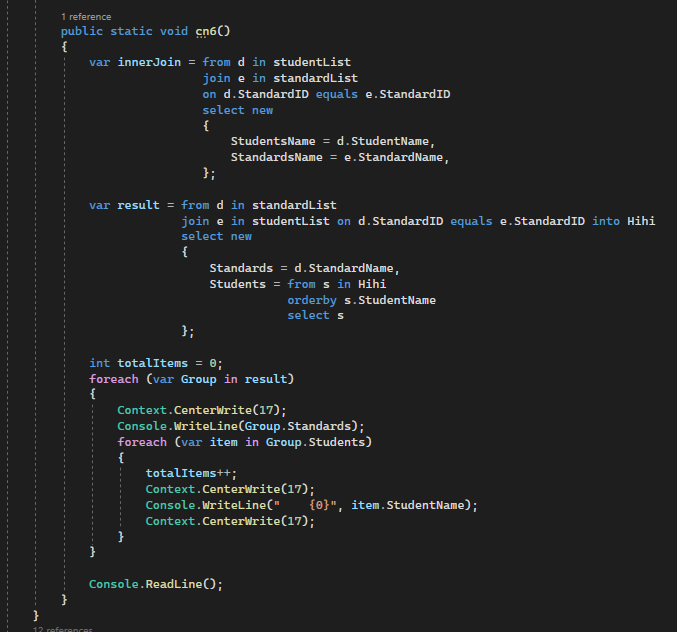 1 reference
public static void cn6()
{
var innerJoin = from d in studentList
join e in standardList
on d.StandardID equals e.StandardID
select new
{
StudentsName = d.StudentName,
StandardsName = e.StandardName,
};
var result = from d in standardList
join e in studentList on d.StandardID equals e.StandardID into Hihi
select new
{
Standards = d.StandardName,
Students = from s in Hihi
orderby s.StudentName
select s
};
int totalItems = 0;
foreach (var Group in result)
{
Context.CenterWrite(17);
Console.WriteLine(Group.Standards);
foreach (var item in Group.Students)
{
totalItems++;
Context.CenterWrite(17);
Console.WriteLine("    {0}", item.StudentName);
Context.CenterWrite(17);
}
}
Console.ReadLine();
}
}
12 references